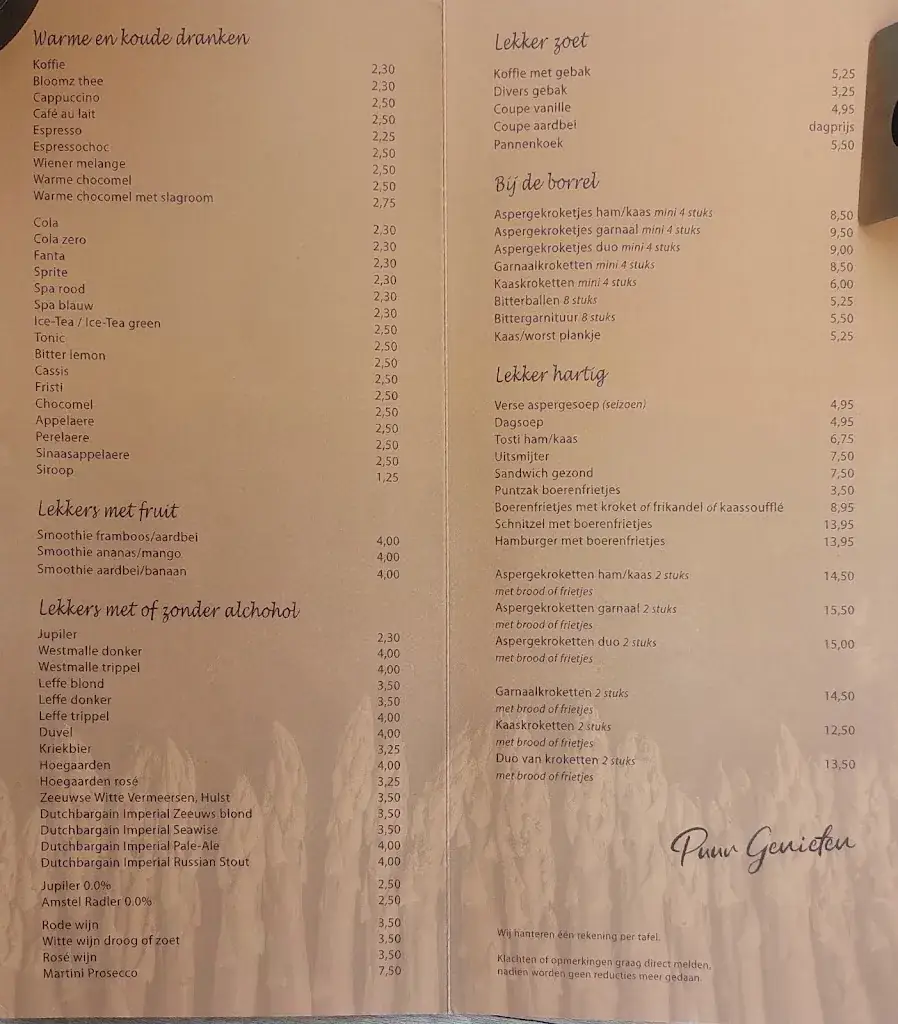 Warme en koude dranken
Koffie 2,30
Bloomz thee 2,30
Cappuccino 2,50
Café au lait 2,50
Espresso 2,25
Espressochoc 2,50
Wiener melange 2,50
Warme chocomel 2,50
Warme chocomel met slagroom 2,75
Cola 2,30
Cola zero 2,30
Fanta 2,30
Sprite 2,30
Spa rood 2,30
Spa blauw 2,30
Ice-Tea / Ice-Tea green 2,50
Tonic 2,50
Bitter lemon 2,50
Cassis 2,50
Fristi 2,50
Chocomel 2,50
Appelaere 2,50
Perelaere 2,50
Sinaasappelaere 2,50
Siroop 1,25
Lekkers met fruit
Smoothie framboos/aardbei 4,00
Smoothie ananas/mango 4,00
Smoothie aardbei/banaan 4,00
Lekkers met of zonder alchohol
Jupiler 2,30
Westmalle donker 4,00
Westmalle trippel 4,00
Leffe blond 3,50
Leffe donker 3,50
Leffe trippel 4,00
Duvel 4,00
Kriekbier 3,25
Hoegaarden 4,00
Hoegaarden rosé 3,25
Zeeuwse Witte Vermeersen, Hulst 3,50
Dutchbargain Imperial Zeeuws blond 3,50
Dutchbargain Imperial Seawise 3,50
Dutchbargain Imperial Pale-Ale 4,00
Dutchbargain Imperial Russian Stout 4,00
Jupiler 0.0% 2,50
Amstel Radler 0.0% 2,50
Rode wijn 3,50
Witte wijn droog of zoet 3,50
Rosé wijn 3,50
Martini Prosecco 7,50
Lekker zoet
Koffie met gebak 5,25
Divers gebak 3,25
Coupe vanille 4,95
Coupe aardbei dagprijs
Pannenkoek 5,50
Bij de borrel
Aspergekroketjes ham/kaas mini 4 stuks 8,50
Aspergekroketjes garnaal mini 4 stuks 9,50
Aspergekroketjes duo mini 4 stuks 9,00
Garnaalkroketten mini 4 stuks 8,50
Kaaskroketten mini 4 stuks 6,00
Bitterballen 8 stuks 5,25
Bittergarnituur 8 stuks 5,50
Kaas/worst plankje 5,25
Lekker hartig
Verse aspergesoep (seizoen) 4,95
Dagsoep 4,95
Tosti ham/kaas 6,75
Uitsmijter 7,50
Sandwich gezond 7,50
Puntzak boerenfrietjes 3,50
Boerenfrietjes met kroket of frikandel of kaassoufflé 8,95
Schnitzel met boerenfrietjes 13,95
Hamburger met boerenfrietjes 13,95
Aspergekroketten ham/kaas 2 stuks 14,50
met brood of frietjes
Aspergekroketten garnaal 2 stuks 15,50
met brood of frietjes
Aspergekroketten duo 2 stuks 15,00
met brood of frietjes
Garnaalkroketten 2 stuks 14,50
met brood of frietjes
Kaaskroketten 2 stuks 12,50
met brood of frietjes
Duo van kroketten 2 stuks 13,50
met brood of frietjes
Puur Genieten
Wij hanteren één rekening per tafel.
Klachten of opmerkingen graag direct melden,
nadien worden geen reducties meer gedaan.